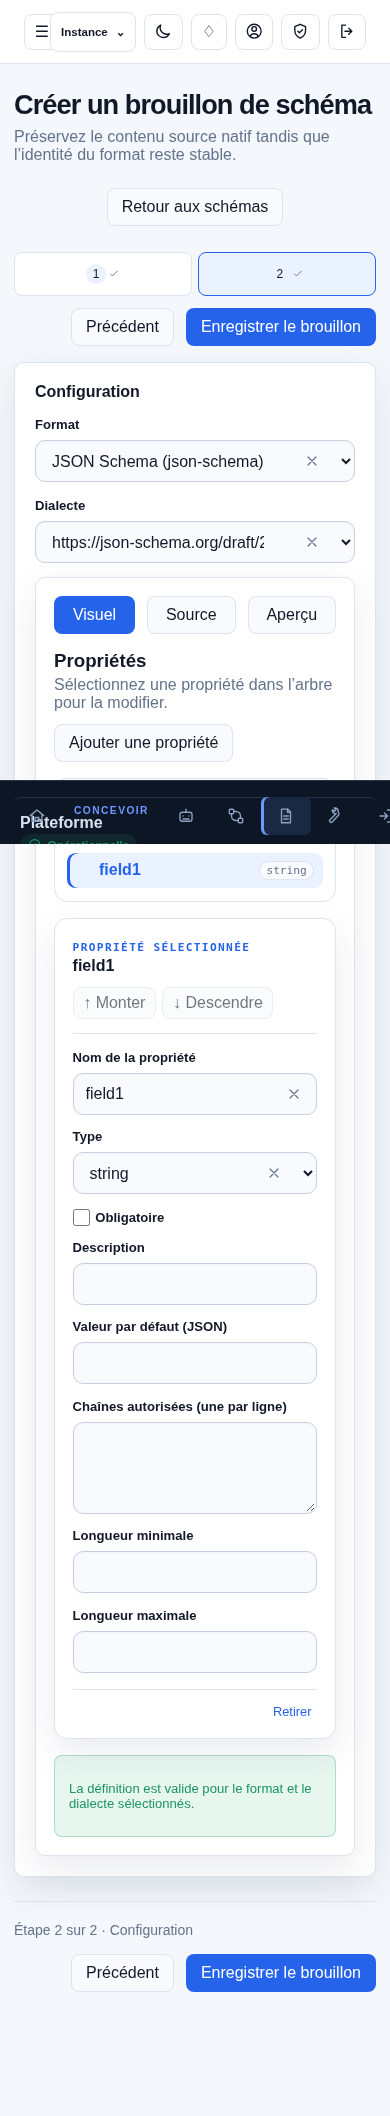 Instance
Créer un brouillon de schéma
Préservez le contenu source natif tandis que
l'identité du format reste stable.
Retour aux schémas
1
2
Précédent
Enregistrer le brouillon
Configuration
Format
JSON Schema (json-schema)
Dialecte
https://json-schema.org/draft/2
Visuel
Source
Aperçu
Propriétés
Sélectionnez une propriété dans l'arbre
pour la modifier.
Ajouter une propriété
CONCEVOIR
Plateforme
Opérationnelle
field1
string
PROPRIÉTÉ SÉLECTIONNÉE
field1
↑ Monter
↓ Descendre
Nom de la propriété
field1
Type
string
Obligatoire
Description
Valeur par défaut (JSON)
Chaînes autorisées (une par ligne)
Longueur minimale
Longueur maximale
Retirer
La définition est valide pour le format et le
dialecte sélectionnés.
Étape 2 sur 2 · Configuration
Précédent
Enregistrer le brouillon